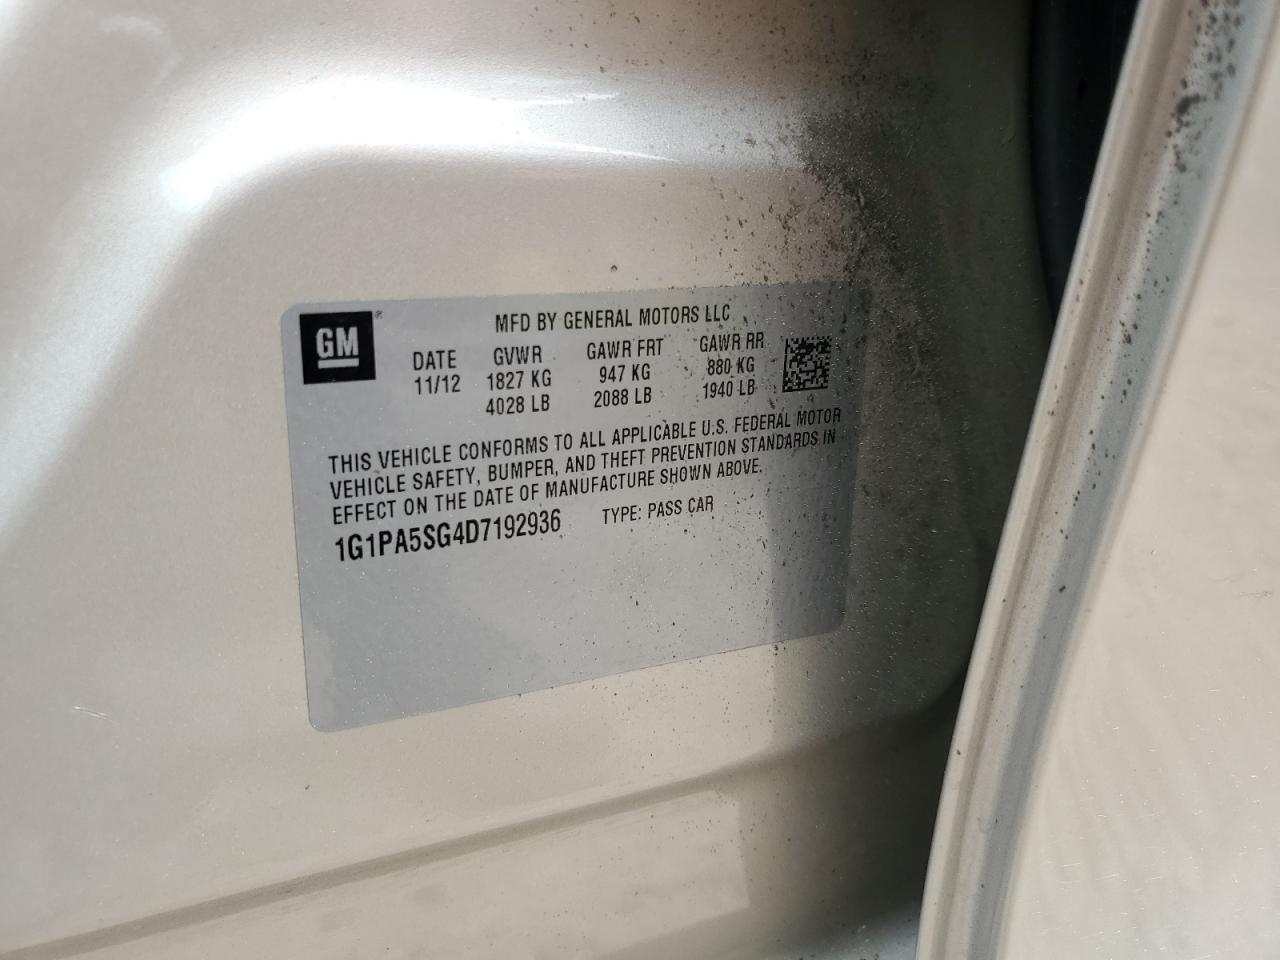 GM
MFD BY GENERAL MOTORS LLC
DATE GVWR GAWR FRT GAWR RR
11/12 1827 KG 947 KG 880 KG
4028 LB 2088 LB 1940 LB
THIS VEHICLE CONFORMS TO ALL APPLICABLE U.S. FEDERAL MOTOR
VEHICLE SAFETY, BUMPER, AND THEFT PREVENTION STANDARDS IN
EFFECT ON THE DATE OF MANUFACTURE SHOWN ABOVE.
1G1PA5SG4D7192936 TYPE: PASS CAR